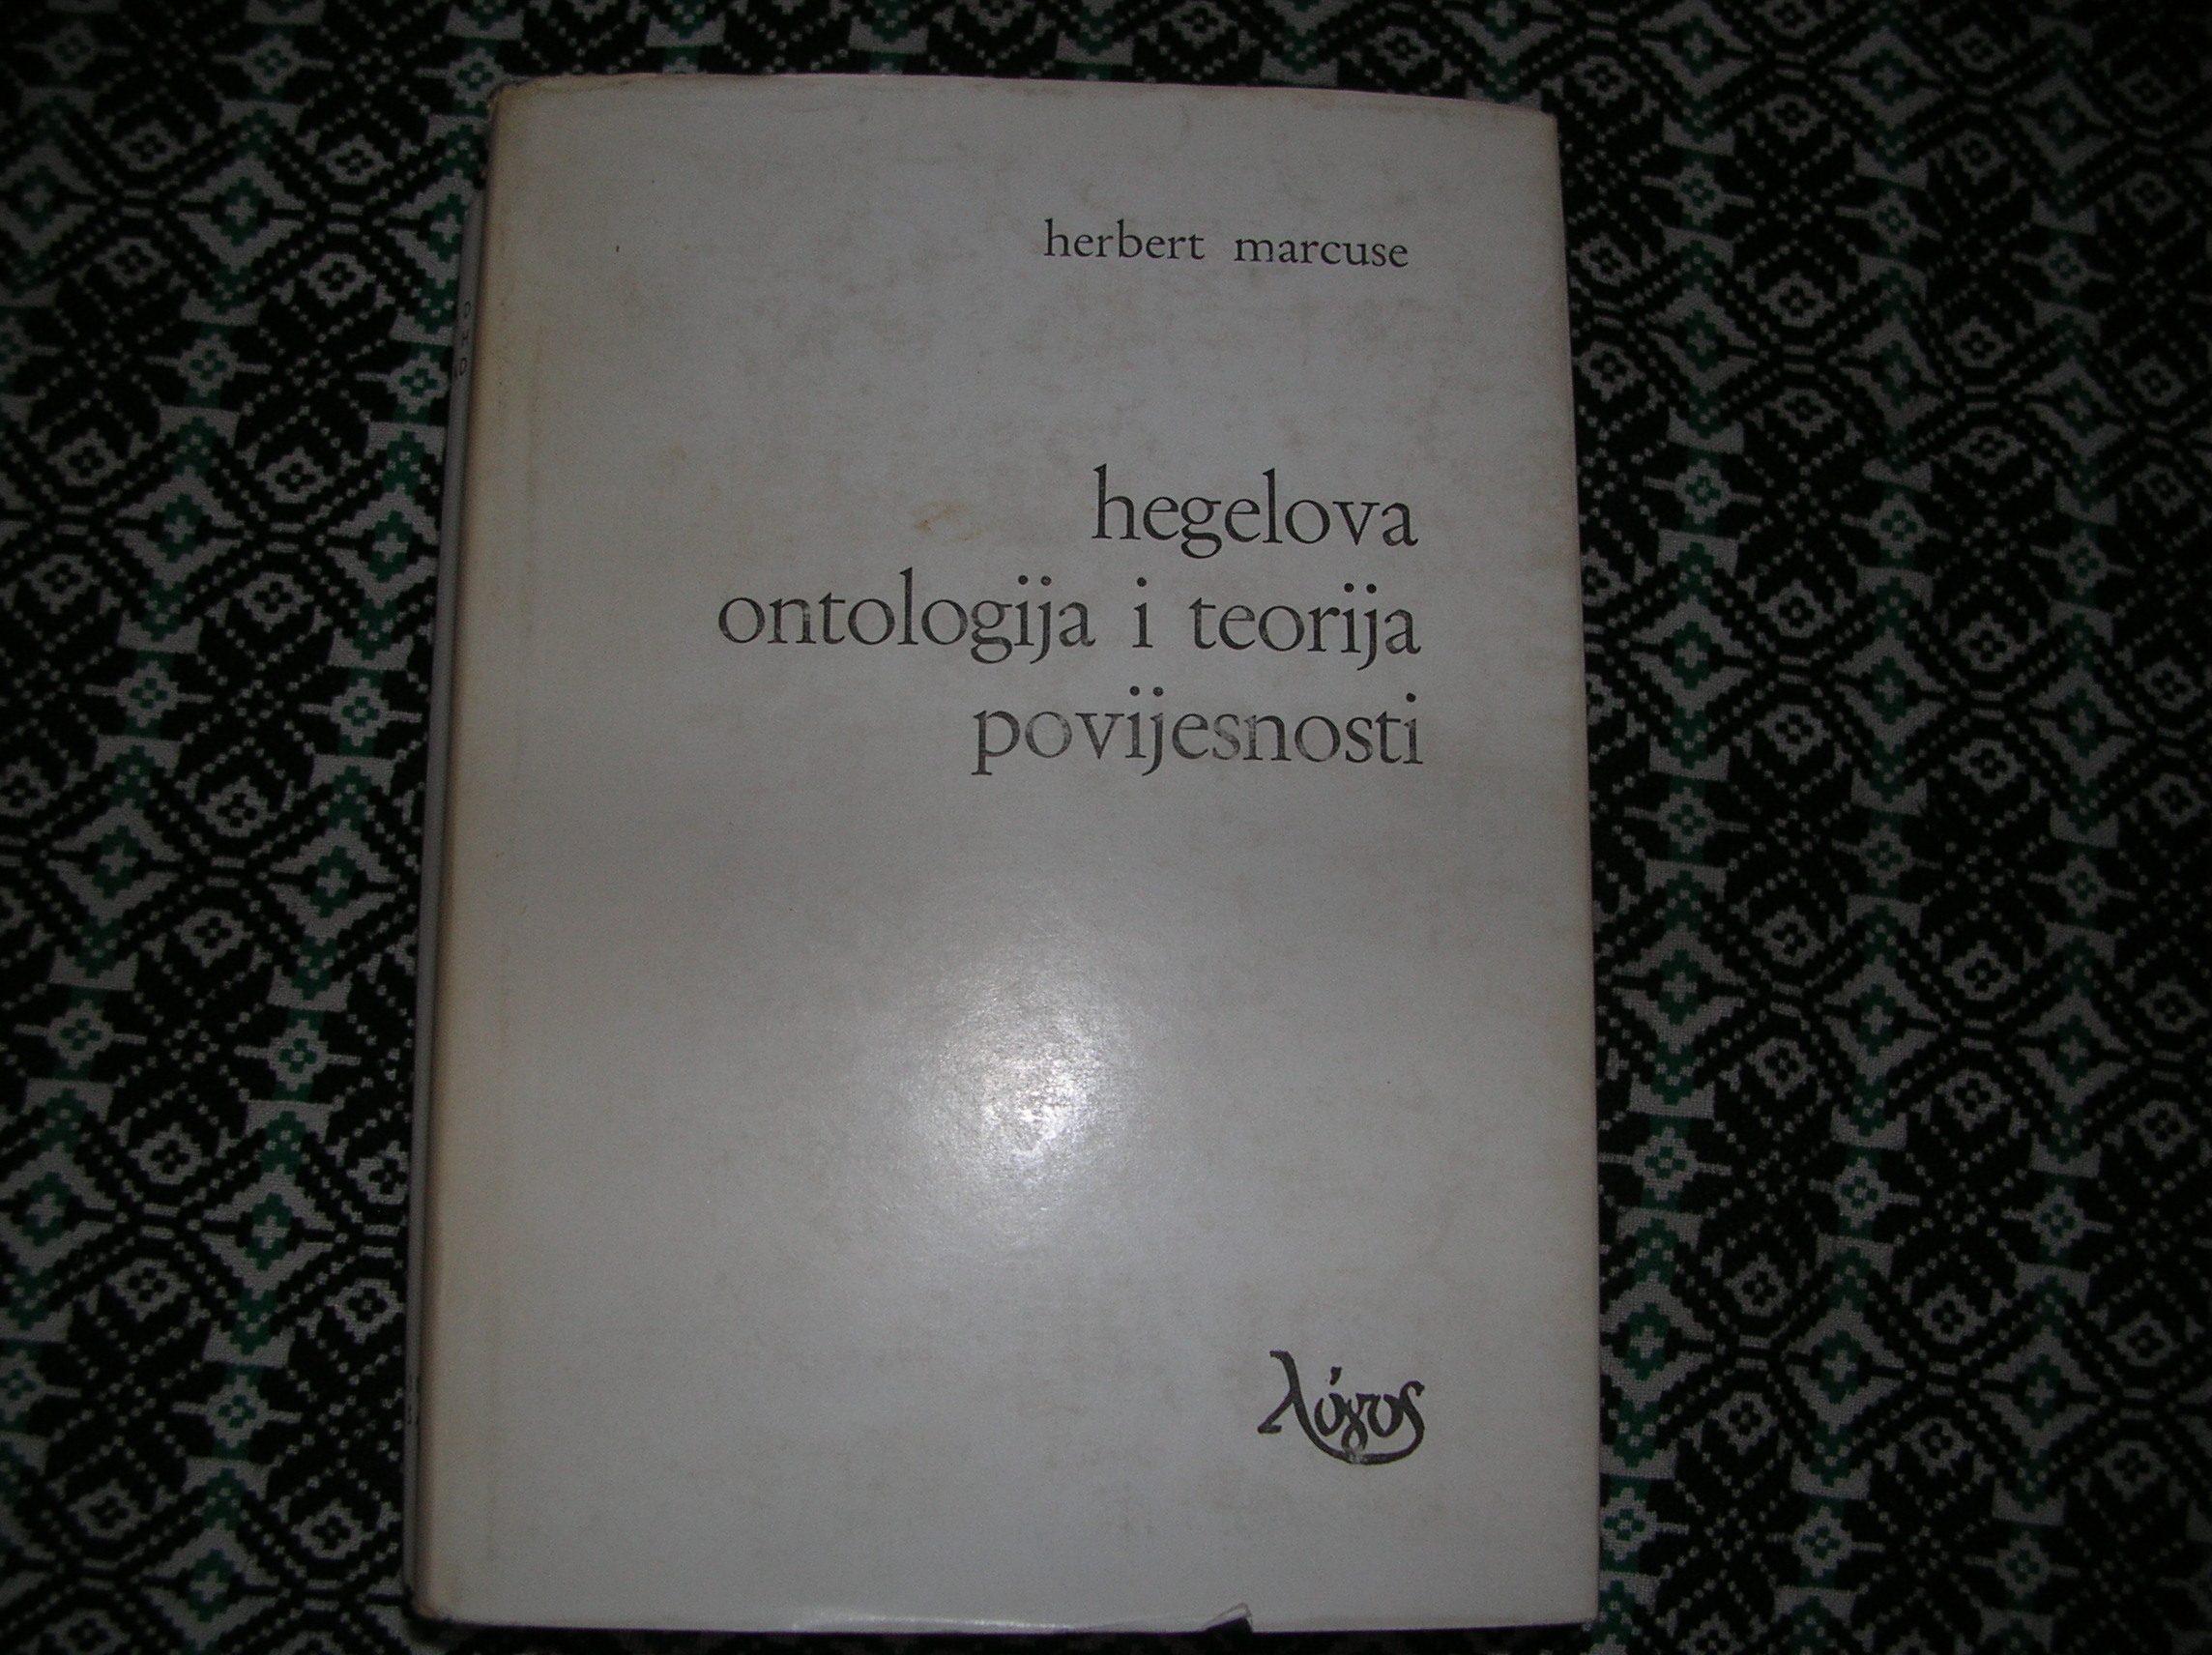 herbert marcuse
hegelova
ontologija i teorija
povijesnosti
λόγος